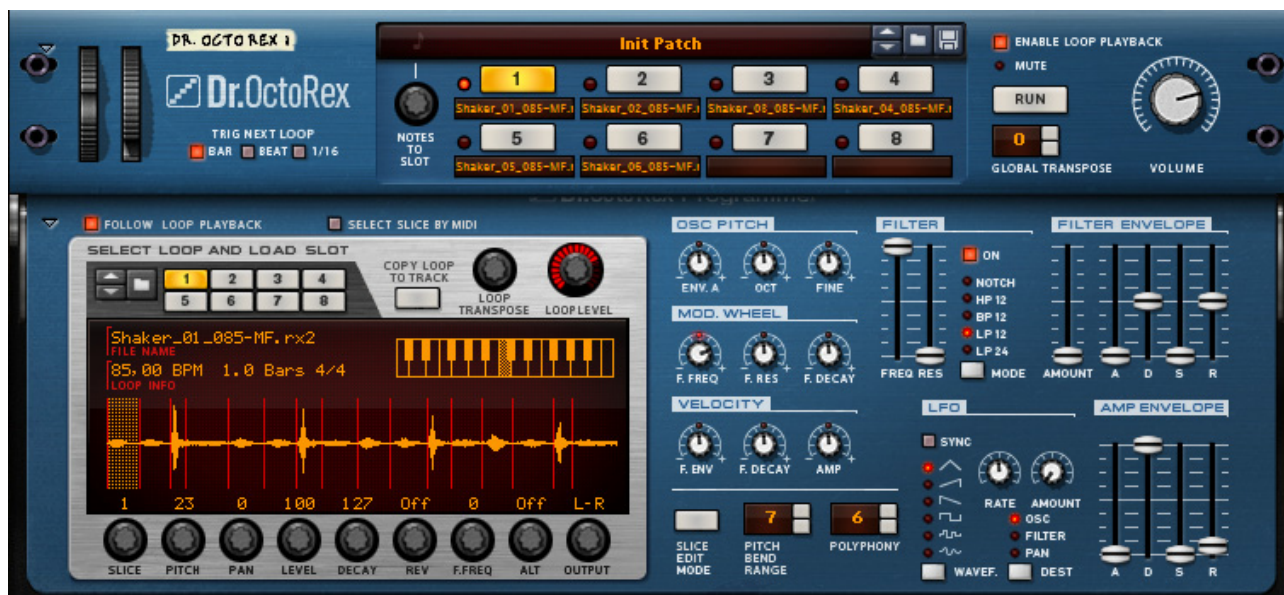 DR. OCTO REX 1
Dr.OctoRex
TRIG NEXT LOOP
BAR BEAT 1/16
NOTES TO SLOT
Init Patch
1 2 3 4
Shaker_01_085-MF.r Shaker_02_085-MF.r Shaker_03_085-MF.r Shaker_04_085-MF.r
5 6 7 8
Shaker_05_085-MF.r Shaker_06_085-MF.r
ENABLE LOOP PLAYBACK
MUTE
RUN
0
GLOBAL TRANSPOSE
VOLUME
Dr.OctoRex Programmer
FOLLOW LOOP PLAYBACK SELECT SLICE BY MIDI
SELECT LOOP AND LOAD SLOT
1 2 3 4
5 6 7 8
COPY LOOP
TO TRACK
LOOP
TRANSPOSE
LOOP LEVEL
Shaker_01_085-MF.rx2
FILE NAME
85,00 BPM 1.0 Bars 4/4
LOOP INFO
1 23 0 100 127 Off 0 Off L-R
SLICE PITCH PAN LEVEL DECAY REV F.FREQ ALT OUTPUT
OSC PITCH
ENV. A OCT FINE
MOD. WHEEL
F. FREQ F. RES F. DECAY
VELOCITY
F. ENV F. DECAY AMP
SLICE
EDIT
MODE
7
PITCH
BEND
RANGE
6
POLYPHONY
FILTER
ON
NOTCH
HP 12
BP 12
LP 12
LP 24
FREQ RES MODE
FILTER ENVELOPE
AMOUNT A D S R
LFO
SYNC
RATE AMOUNT
OSC
FILTER
PAN
WAVEF. DEST
AMP ENVELOPE
A D S R